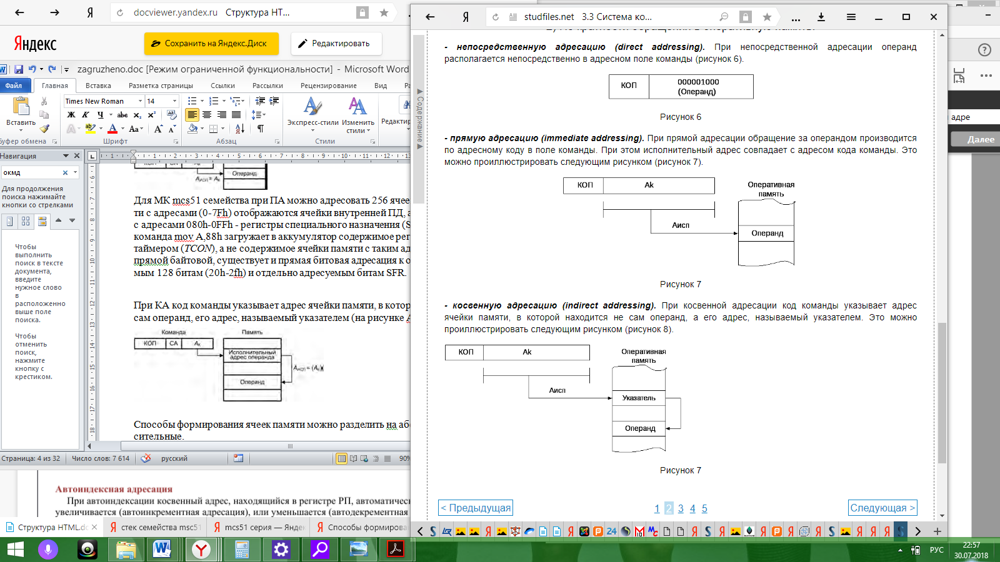 docviewer.yandex.ru Структура HT...
Яндекс
Сохранить на Яндекс.Диск
Редактировать
zagruzheno.doc [Режим ограниченной функциональности] - Microsoft Word
Файл Главная Вставка Разметка страницы Ссылки Рассылки Рецензирование Вид
Times New Roman 14
Вставить
Ж К Ч abc x₂ x²
Экспресс-стили
Изменить стили
Редактир
Буфер обмена Шрифт Абзац Стили
Навигация
окмд
Для продолжения
поиска нажимайте
кнопки со стрелками
Чтобы
выполнить
поиск в тексте
документа,
введите
нужное слово
в
расположенно
выше поле
поиска.
Чтобы
отменить
поиск,
нажмите
кнопку с
крестиком.
Операнд
Для МК mcs51 семейства при ПА можно адресовать 256 ячее
ти с адресами (0-7Fh) отображаются ячейки внутренней ПД, а
с адресами 080h-0FFh - регистры специального назначения (S
команда mov A,88h загружает в аккумулятор содержимое рег
таймером (TCON), а не содержимое ячейки памяти с таким ад
прямой байтовой, существует и прямая битовая адресация к о
мым 128 битам (20h-2fh) и отдельно адресуемым битам SFR.
При КА код команды указывает адрес ячейки памяти, в котор
сам операнд, его адрес, называемый указателем (на рисунке А
Команда Память
КОП СА Ак
Исполнительный
адрес операнда
Операнд
Способы формирования ячеек памяти можно разделить на або
сительные.
Страница: 4 из 32 Число слов: 7 614 русский 90%
Автоиндексная адресация
При автоиндексации косвенный адрес, находящийся в регистре РП, автоматичес
увеличивается (автоинкрементная адресация), или уменьшается (автодекрементная
Структура HTML.dc
стек семейства msc51
mcs51 серия — Янде
Способы формирова
studfiles.net 3.3 Система ко...
Содержание
- непосредственную адресацию (direct addressing). При непосредственной адресации операнд
располагается непосредственно в адресном поле команды (рисунок 6).
КОП 000001000
(Операнд)
Рисунок 6
- прямую адресацию (immediate addressing). При прямой адресации обращение за операндом производится
по адресному коду в поле команды. При этом исполнительный адрес совпадает с адресом кода команды. Это
можно проиллюстрировать следующим рисунком (рисунок 7).
КОП Ak
Оперативная
память
Аисп
Операнд
Рисунок 7
- косвенную адресацию (indirect addressing). При косвенной адресации код команды указывает адрес
ячейки памяти, в которой находится не сам операнд, а его адрес, называемый указателем. Это можно
проиллюстрировать следующим рисунком (рисунок 8).
КОП Ak
Оперативная
память
Аисп
Указатель
Операнд
Рисунок 7
< Предыдущая
1 2 3 4 5
Следующая >
адре
Далее
РУС
22:57
30.07.2018